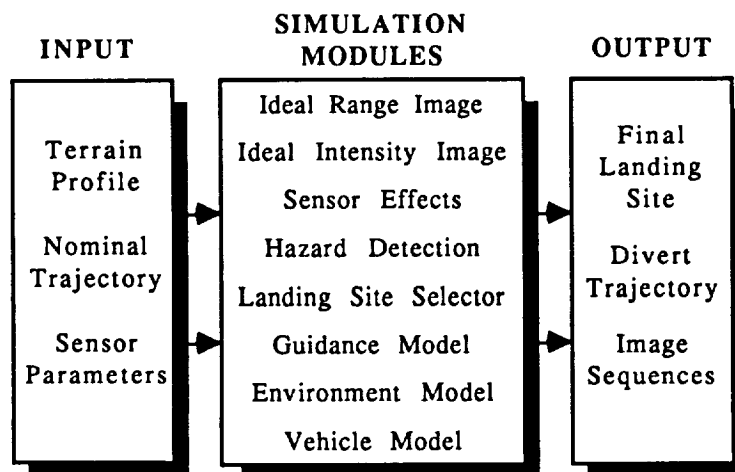 INPUT
Terrain
Profile
Nominal
Trajectory
Sensor
Parameters
SIMULATION
MODULES
Ideal Range Image
Ideal Intensity Image
Sensor Effects
Hazard Detection
Landing Site Selector
Guidance Model
Environment Model
Vehicle Model
OUTPUT
Final
Landing
Site
Divert
Trajectory
Image
Sequences